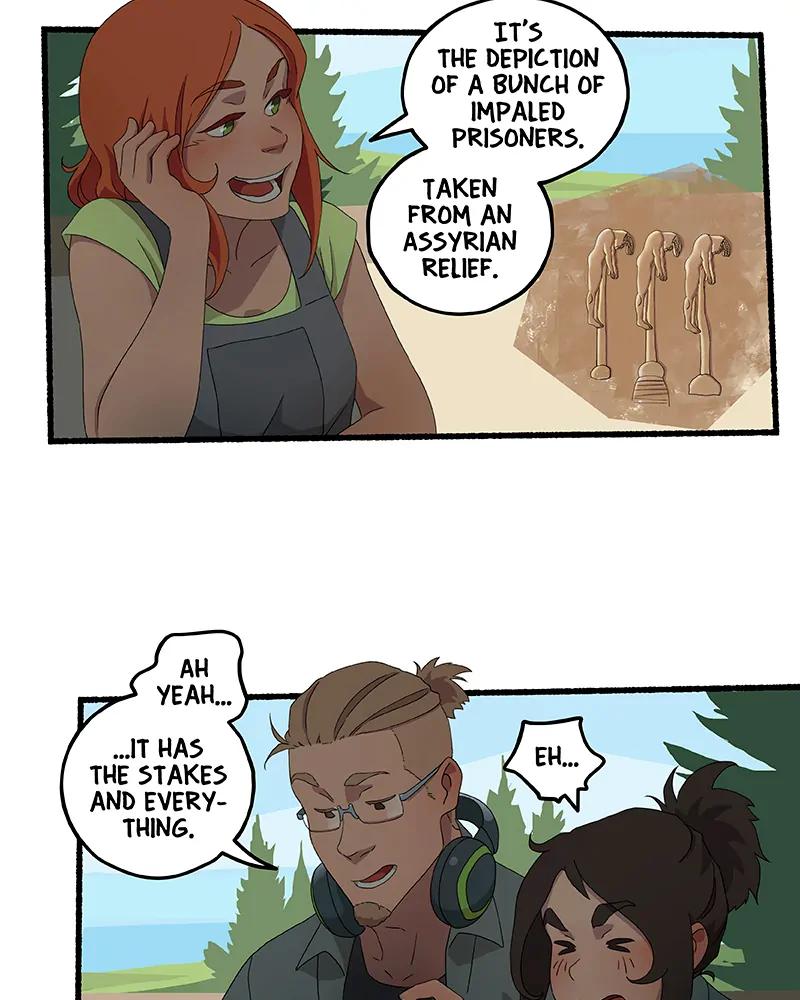 IT'S
THE DEPICTION
OF A BUNCH OF
IMPALED
PRISONERS.
TAKEN
FROM AN
ASSYRIAN
RELIEF.
AH
YEAH...
...IT HAS
THE STAKES
AND EVERY-
THING.
EH...